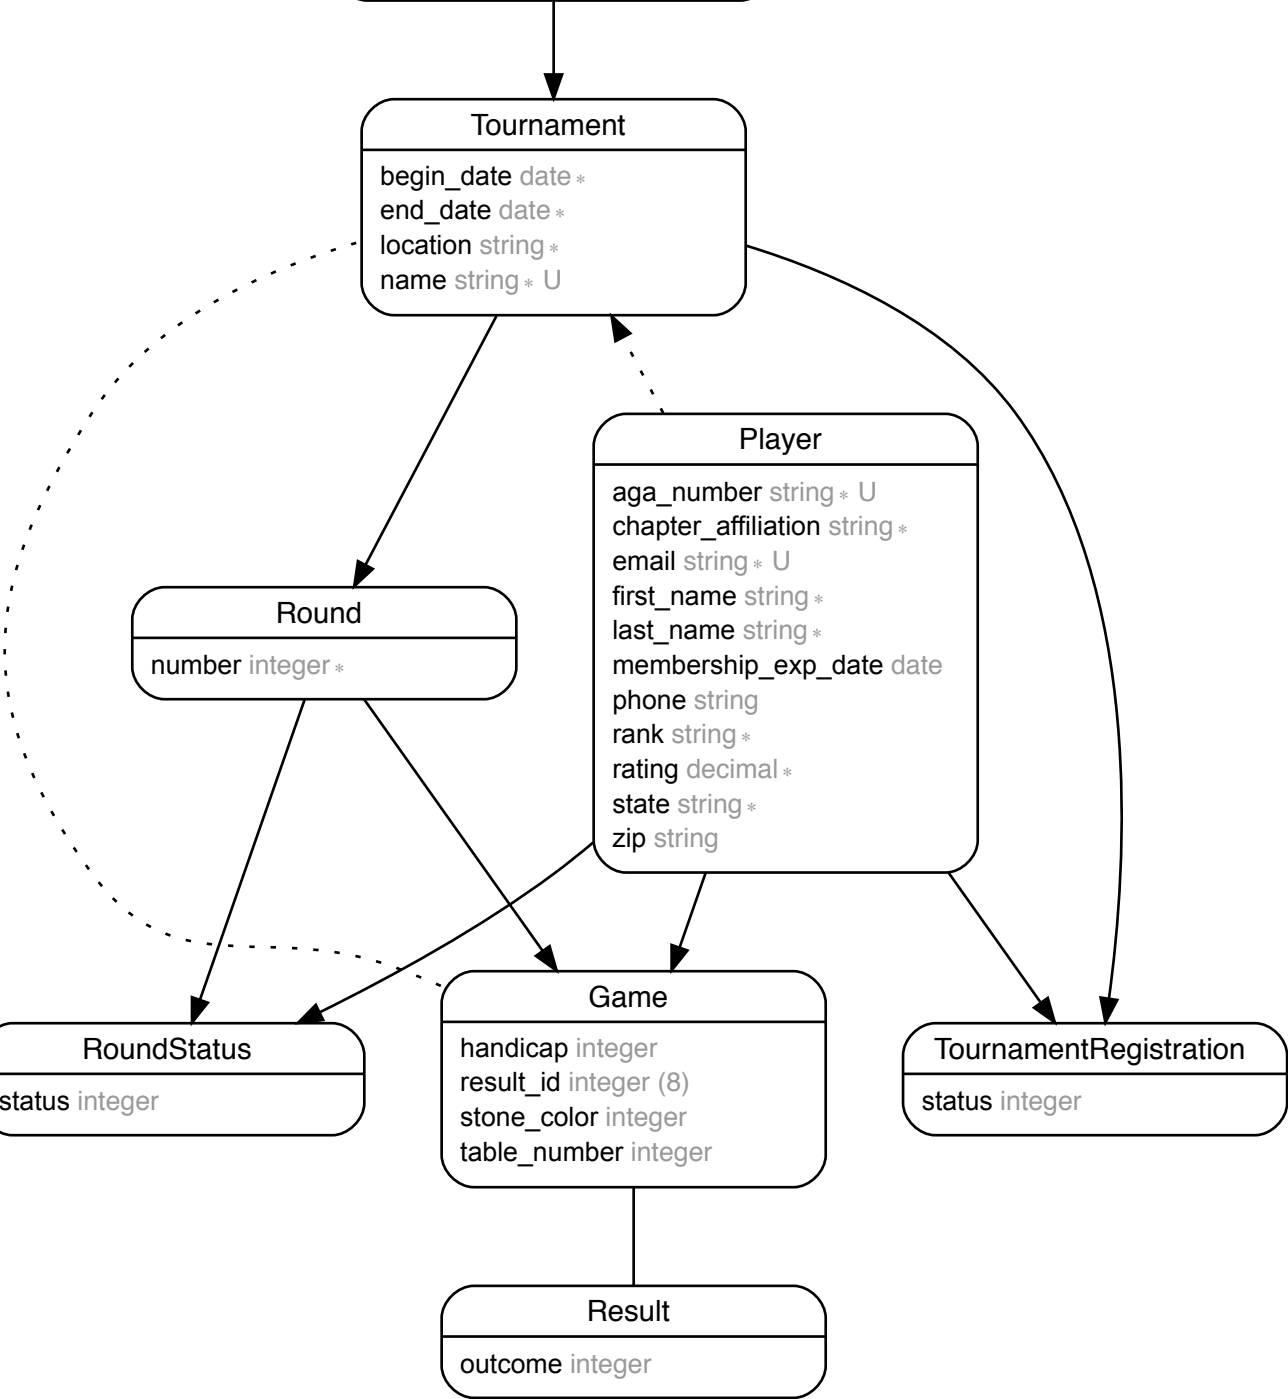 Tournament
begin_date date ∗
end_date date ∗
location string ∗
name string ∗ U
Player
aga_number string ∗ U
chapter_affiliation string ∗
email string ∗ U
first_name string ∗
last_name string ∗
membership_exp_date date
phone string
rank string ∗
rating decimal ∗
state string ∗
zip string
Round
number integer ∗
RoundStatus
status integer
Game
handicap integer
result_id integer (8)
stone_color integer
table_number integer
TournamentRegistration
status integer
Result
outcome integer